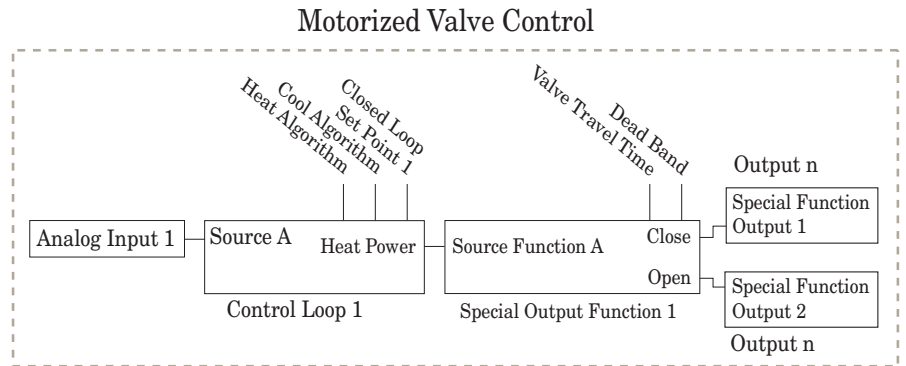 Motorized Valve Control
Heat Algorithm
Cool Algorithm
Set Point 1
Closed Loop
Valve Travel Time
Dead Band
Output n
Analog Input 1
Source A
Heat Power
Source Function A
Close
Open
Special Function
Output 1
Special Function
Output 2
Control Loop 1
Special Output Function 1
Output n